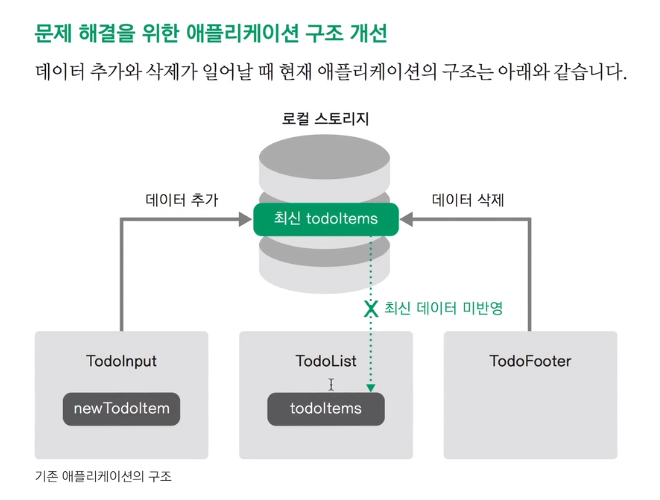 문제 해결을 위한 애플리케이션 구조 개선
데이터 추가와 삭제가 일어날 때 현재 애플리케이션의 구조는 아래와 같습니다.
로컬 스토리지
데이터 추가
데이터 삭제
최신 todoItems
X 최신 데이터 미반영
TodoInput
TodoList
TodoFooter
newTodoItem
todoItems
기존 애플리케이션의 구조